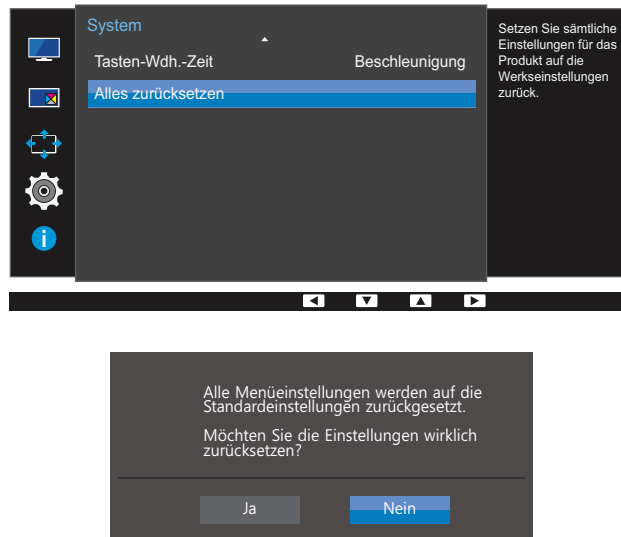 System
Tasten-Wdh.-Zeit Beschleunigung
Alles zurücksetzen
Setzen Sie sämtliche
Einstellungen für das
Produkt auf die
Werkseinstellungen
zurück.
Alle Menüeinstellungen werden auf die
Standardeinstellungen zurückgesetzt.
Möchten Sie die Einstellungen wirklich
zurücksetzen?
Ja Nein